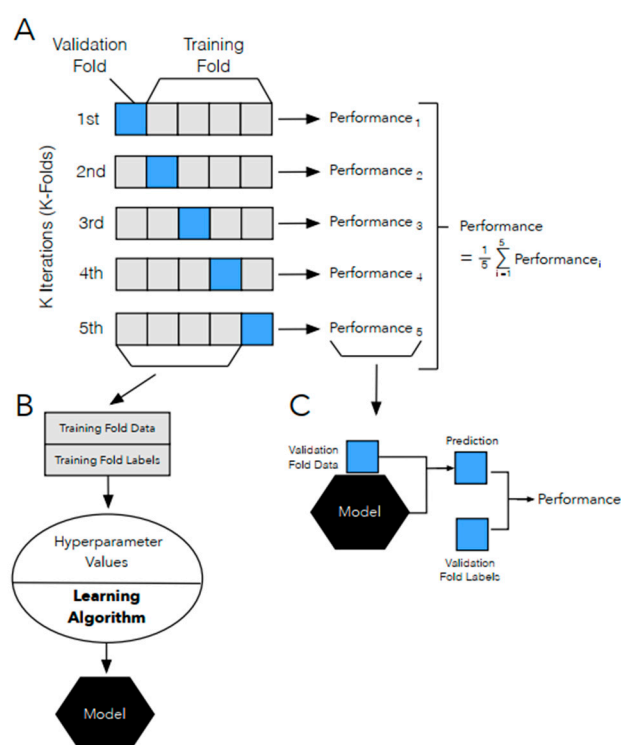 A
Validation
Fold
Training
Fold
K Iterations (K-Folds)
1st
Performance 1
2nd
Performance 2
3rd
Performance 3
4th
Performance 4
5th
Performance 5
Performance
= 1/5 5∑i=1 Performance i
B
Training Fold Data
Training Fold Labels
Hyperparameter
Values
Learning
Algorithm
Model
C
Validation
Fold Data
Model
Prediction
Performance
Validation
Fold Labels